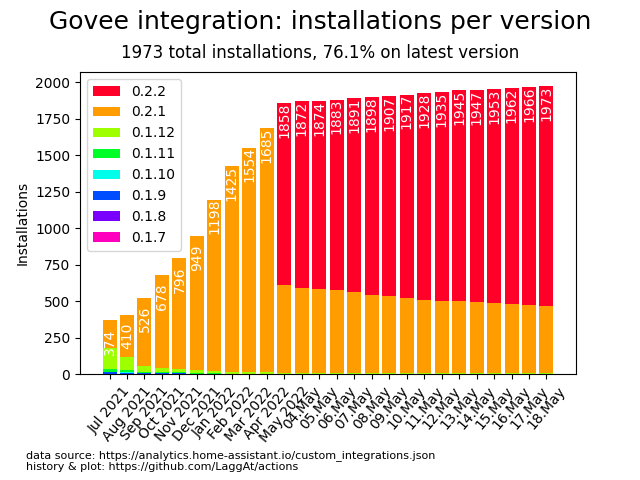 Govee integration: installations per version
1973 total installations, 76.1% on latest version
0.2.2
0.2.1
0.1.12
0.1.11
0.1.10
0.1.9
0.1.8
0.1.7
Installations
2000
1750
1500
1250
1000
750
500
250
0
374
410
526
678
796
949
1198
1425
1554
1685
1858
1872
1874
1883
1891
1898
1907
1917
1928
1935
1945
1947
1953
1962
1966
1973
Jul 2021
Aug 2021
Sep 2021
Oct 2021
Nov 2021
Dec 2021
Jan 2022
Feb 2022
Mar 2022
Apr 2022
May 2022
04.May
05.May
06.May
07.May
08.May
09.May
10.May
11.May
12.May
13.May
14.May
15.May
16.May
17.May
18.May
data source: https://analytics.home-assistant.io/custom_integrations.json
history & plot: https://github.com/LaggAt/actions